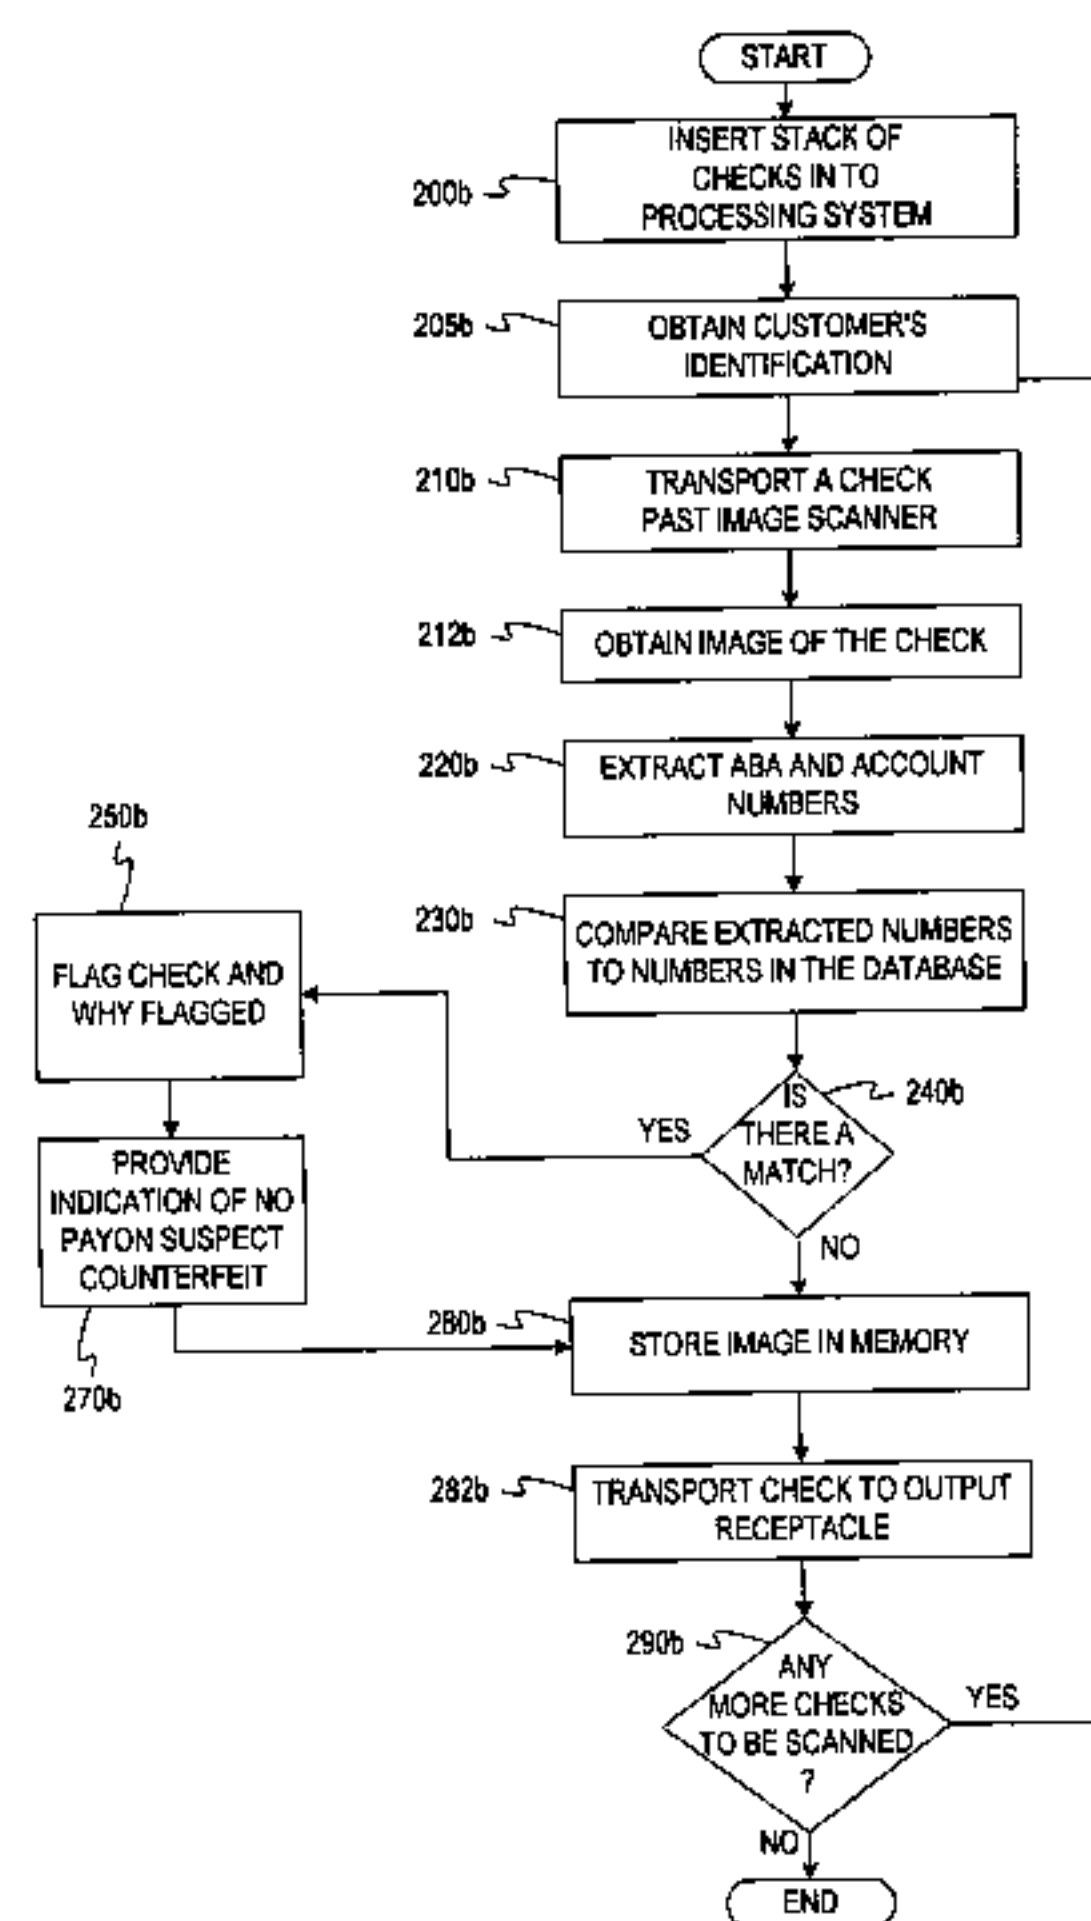 START
INSERT STACK OF
CHECKS IN TO
PROCESSING SYSTEM
200b
OBTAIN CUSTOMER'S
IDENTIFICATION
205b
TRANSPORT A CHECK
PAST IMAGE SCANNER
210b
OBTAIN IMAGE OF THE CHECK
212b
EXTRACT ABA AND ACCOUNT
NUMBERS
220b
COMPARE EXTRACTED NUMBERS
TO NUMBERS IN THE DATABASE
230b
IS
THERE A
MATCH?
240b
YES
NO
250b
FLAG CHECK AND
WHY FLAGGED
PROVIDE
INDICATION OF NO
PAYON SUSPECT
COUNTERFEIT
270b
280b
STORE IMAGE IN MEMORY
282b
TRANSPORT CHECK TO OUTPUT
RECEPTACLE
290b
ANY
MORE CHECKS
TO BE SCANNED
?
YES
NO
END